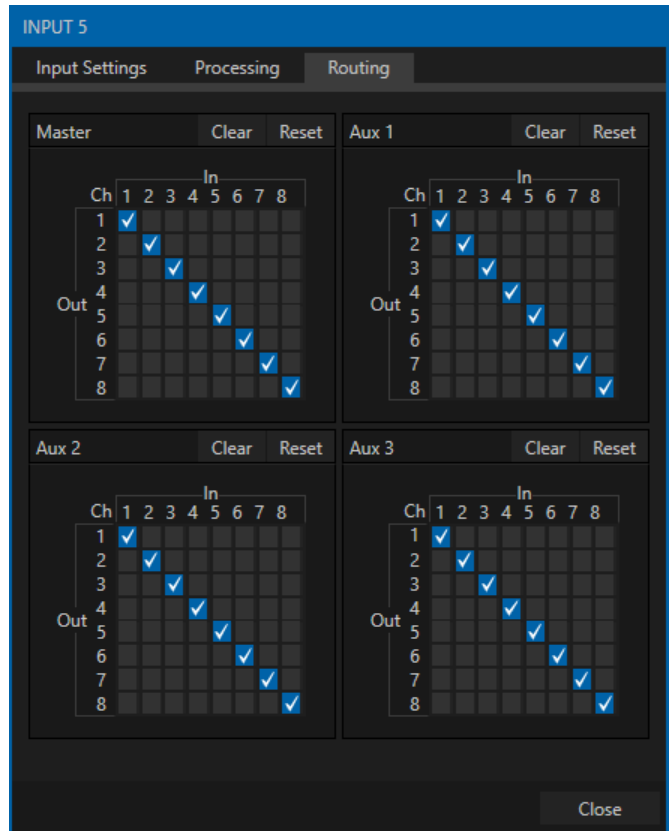 INPUT 5
Input Settings Processing Routing
Master Clear Reset
In
Ch 1 2 3 4 5 6 7 8
1
2
3
Out 4
5
6
7
8
Aux 1 Clear Reset
In
Ch 1 2 3 4 5 6 7 8
1
2
3
Out 4
5
6
7
8
Aux 2 Clear Reset
In
Ch 1 2 3 4 5 6 7 8
1
2
3
Out 4
5
6
7
8
Aux 3 Clear Reset
In
Ch 1 2 3 4 5 6 7 8
1
2
3
Out 4
5
6
7
8
Close